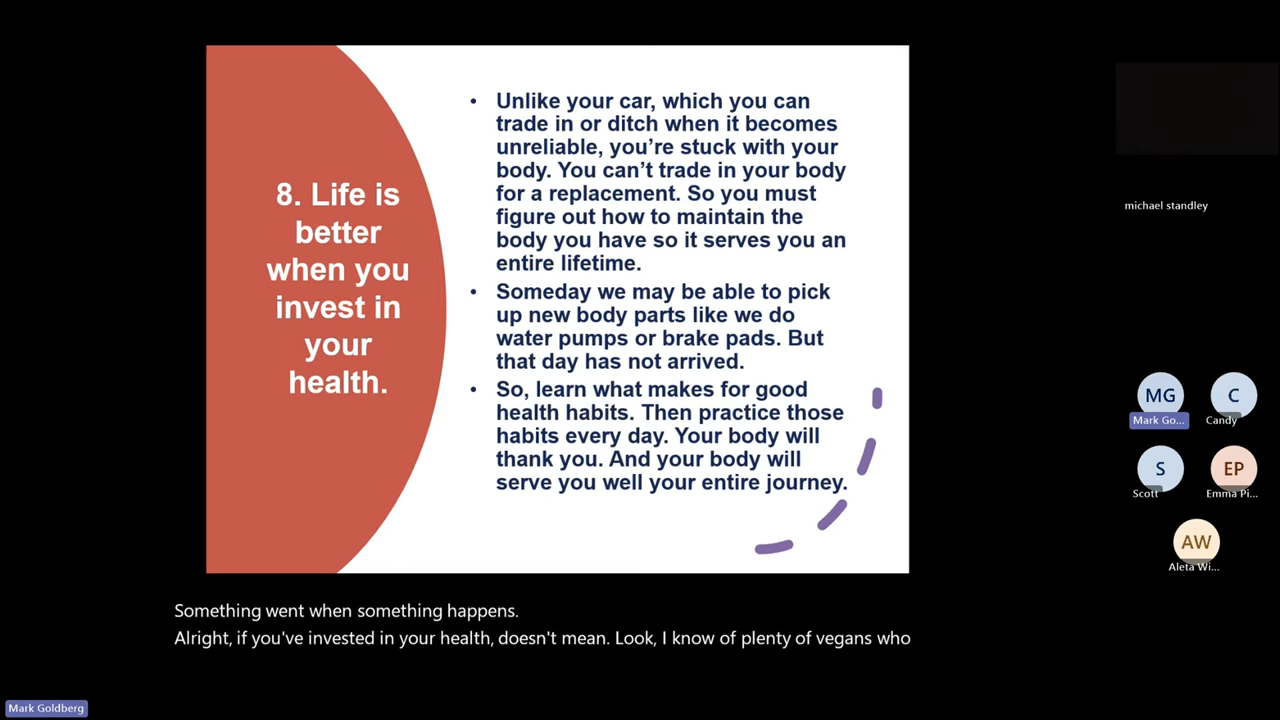 8. Life is
better
when you
invest in
your
health.
• Unlike your car, which you can
trade in or ditch when it becomes
unreliable, you’re stuck with your
body. You can’t trade in your body
for a replacement. So you must
figure out how to maintain the
body you have so it serves you an
entire lifetime.
• Someday we may be able to pick
up new body parts like we do
water pumps or brake pads. But
that day has not arrived.
• So, learn what makes for good
health habits. Then practice those
habits every day. Your body will
thank you. And your body will
serve you well your entire journey.
michael standley
MG
Mark Go...
C
Candy
S
Scott
EP
Emma Pi...
AW
Aleta Wi...
Something went when something happens.
Alright, if you've invested in your health, doesn't mean. Look, I know of plenty of vegans who
Mark Goldberg